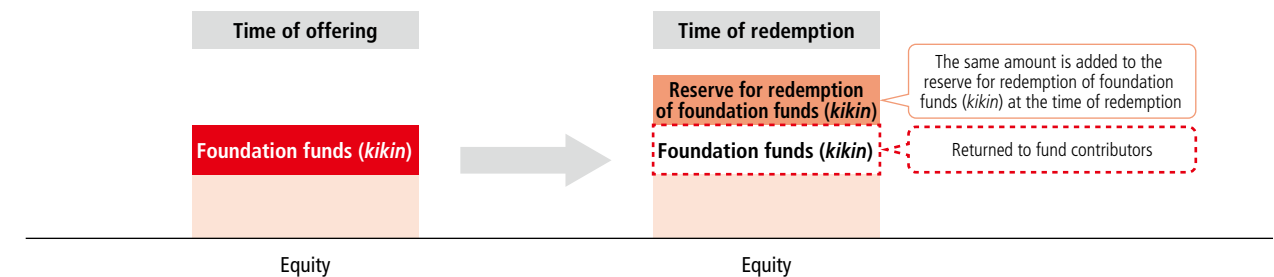 Time of offering
Time of redemption
Reserve for redemption
of foundation funds (kikin)
The same amount is added to the
reserve for redemption of foundation
funds (kikin) at the time of redemption
Foundation funds (kikin)
Foundation funds (kikin)
Returned to fund contributors
Equity
Equity